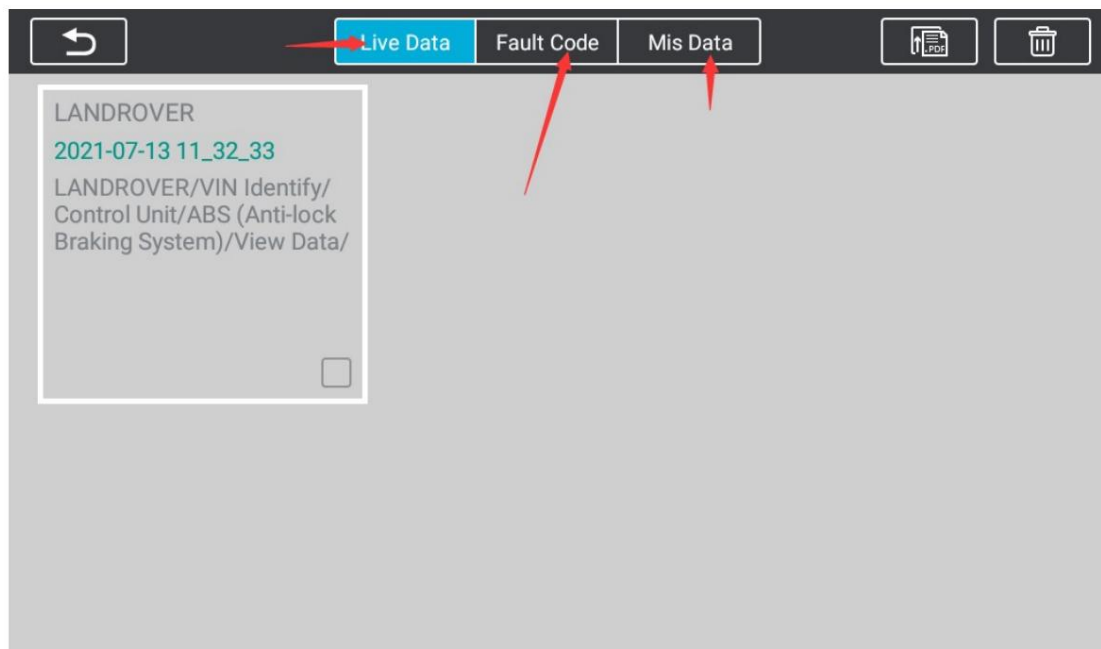 Live Data
Fault Code
Mis Data
.PDF
LANDROVER
2021-07-13 11_32_33
LANDROVER/VIN Identify/
Control Unit/ABS (Anti-lock
Braking System)/View Data/